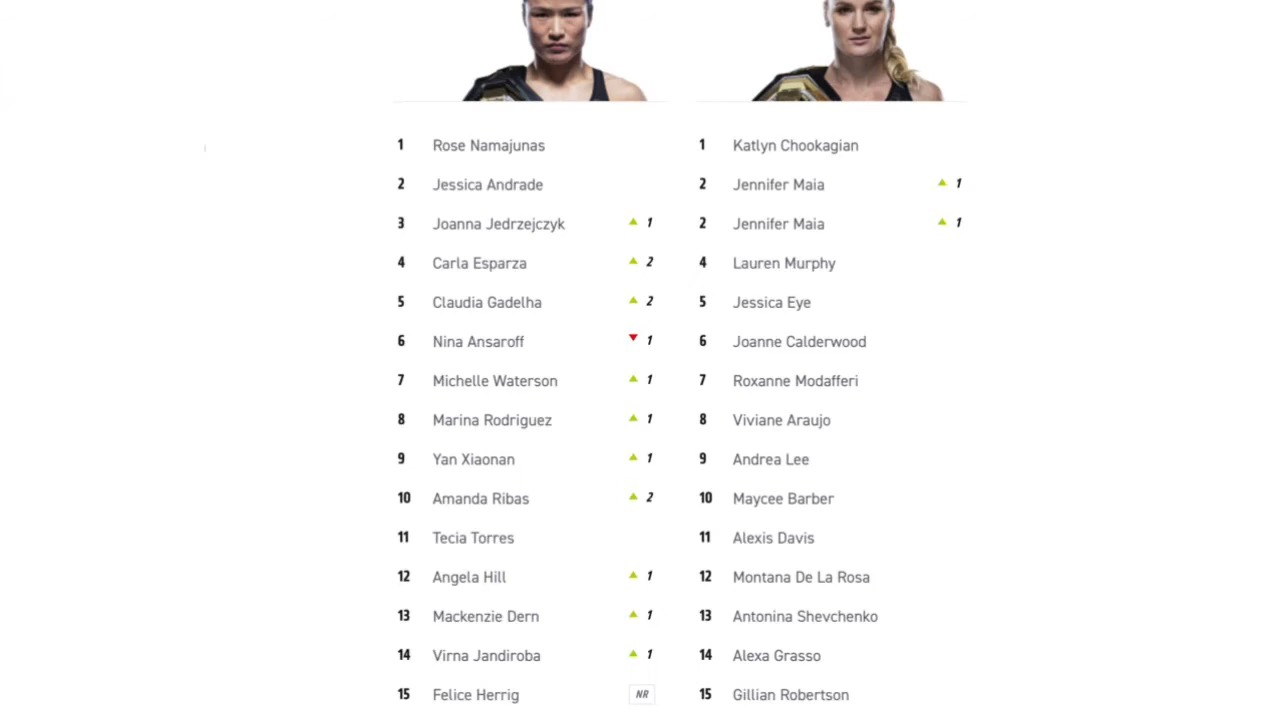 1 Rose Namajunas
2 Jessica Andrade
3 Joanna Jedrzejczyk 1
4 Carla Esparza 2
5 Claudia Gadelha 2
6 Nina Ansaroff 1
7 Michelle Waterson 1
8 Marina Rodriguez 1
9 Yan Xiaonan 1
10 Amanda Ribas 2
11 Tecia Torres
12 Angela Hill 1
13 Mackenzie Dern 1
14 Virna Jandiroba 1
15 Felice Herrig NR
1 Katlyn Chookagian
2 Jennifer Maia 1
2 Jennifer Maia 1
4 Lauren Murphy
5 Jessica Eye
6 Joanne Calderwood
7 Roxanne Modafferi
8 Viviane Araujo
9 Andrea Lee
10 Maycee Barber
11 Alexis Davis
12 Montana De La Rosa
13 Antonina Shevchenko
14 Alexa Grasso
15 Gillian Robertson